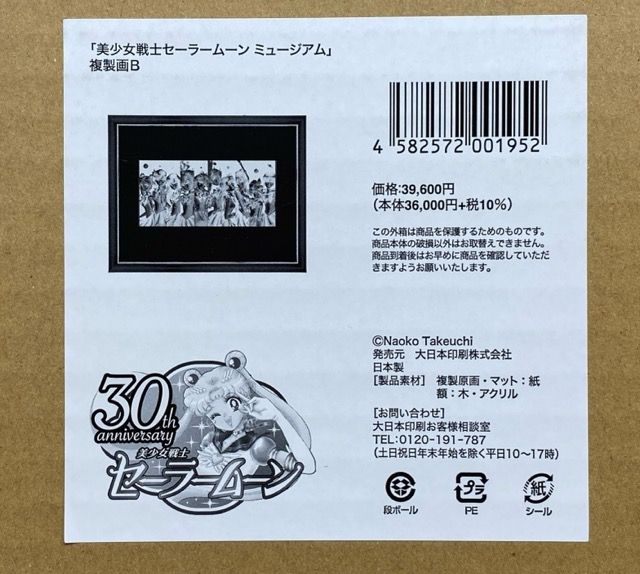 「美少女戦士セーラームーン ミュージアム」
複製画B
4 582572 001952
価格:39,600円
(本体36,000円+税10%)
この外箱は商品を保護するためのものです。
商品本体の破損以外はお取替えできません。
商品到着後はお早めに商品を確認していただ
きますようお願いいたします。
©Naoko Takeuchi
発売元 大日本印刷株式会社
日本製
[製品素材] 複製原画・マット:紙
額:木・アクリル
[お問い合わせ]
大日本印刷お客様相談室
TEL:0120-191-787
(土日祝日年末年始を除く平日10~17時)
30th
anniversary
美少女戦士
セーラームーン
プラ
紙
段ボール
PE
シール